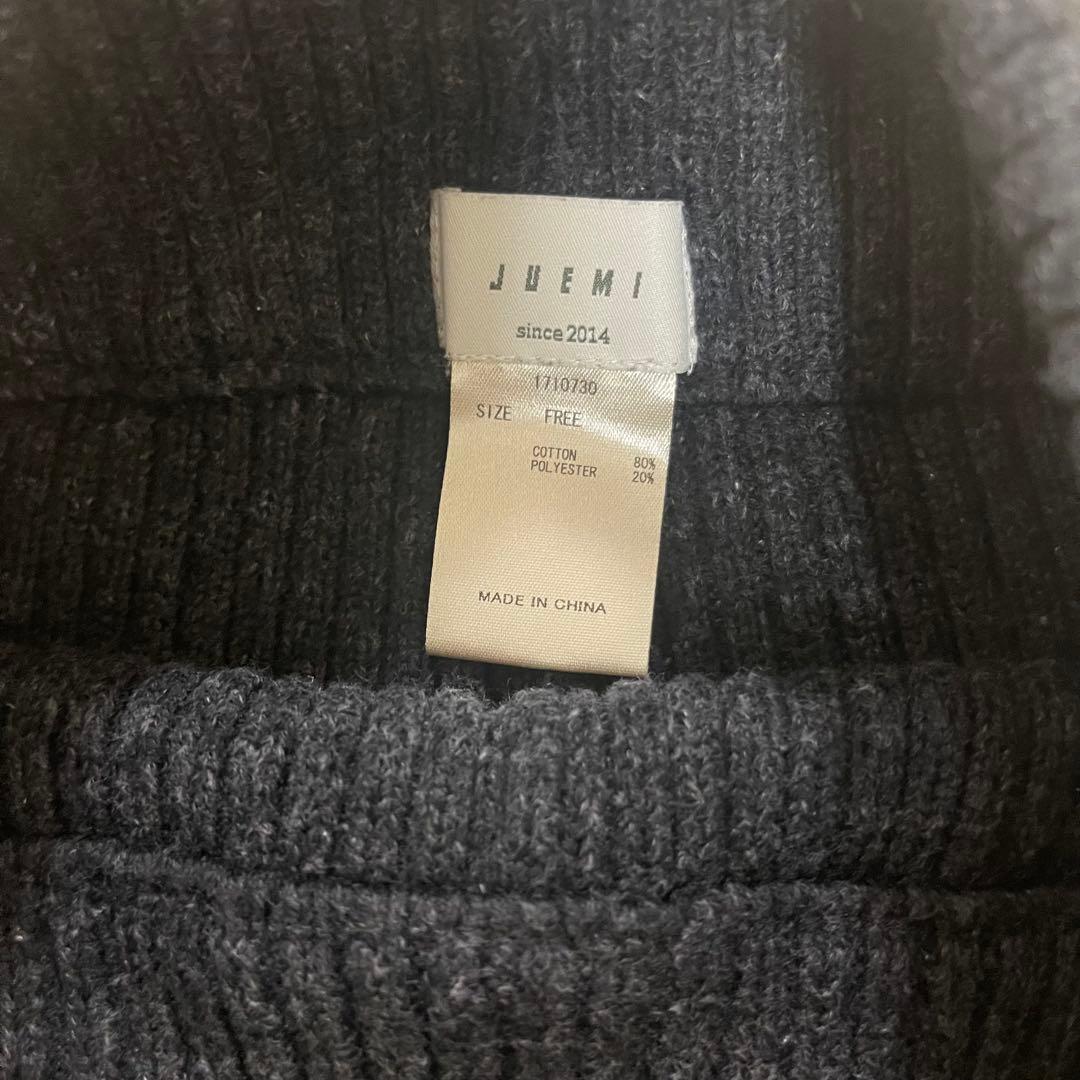 JUEMI
since 2014
1710730
SIZE FREE
COTTON 80%
POLYESTER 20%
MADE IN CHINA